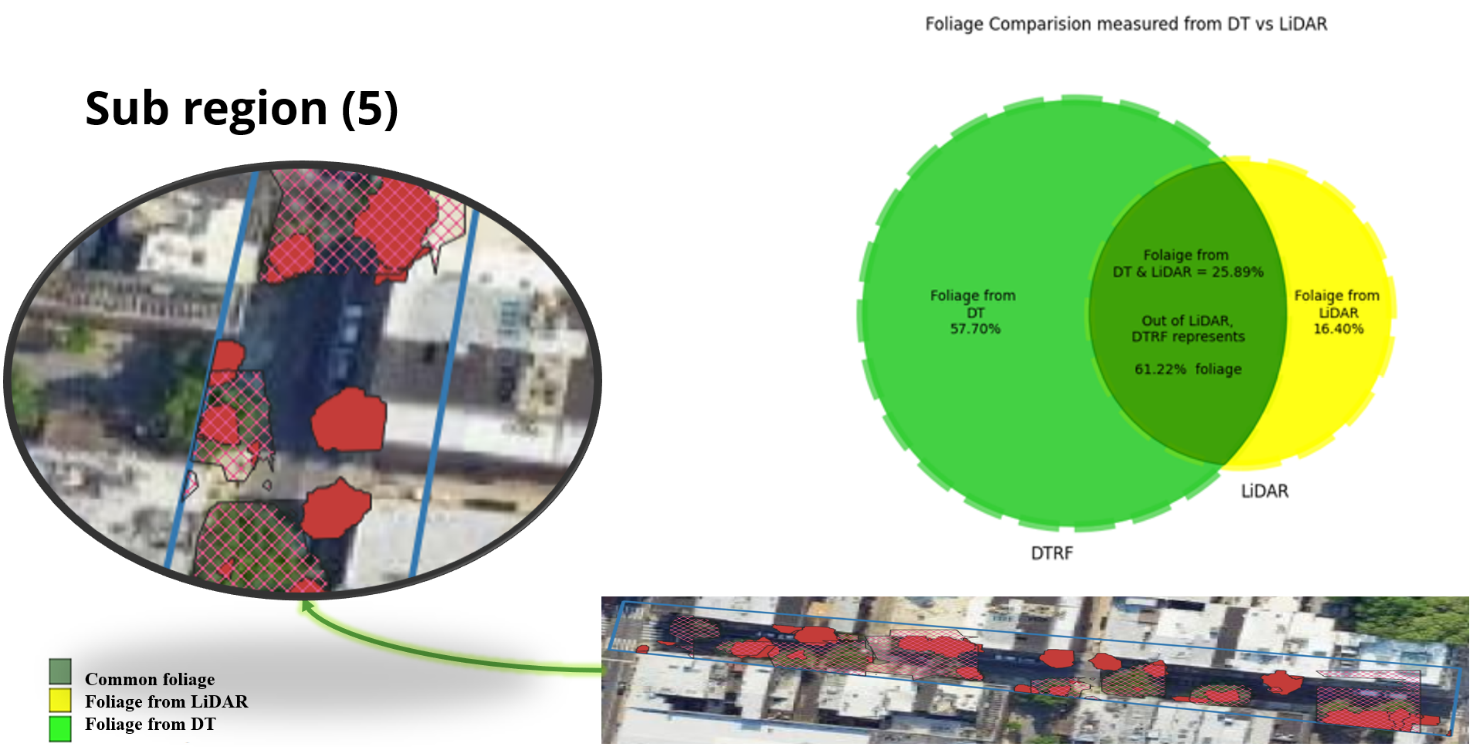 Foliage Comparision measured from DT vs LiDAR
Sub region (5)
Folaige from
DT & LiDAR = 25.89%
Foliage from
DT
57.70%
Out of LiDAR,
DTRF represents
61.22% foliage
Folaige from
LiDAR
16.40%
LiDAR
DTRF
Common foliage
Foliage from LiDAR
Foliage from DT